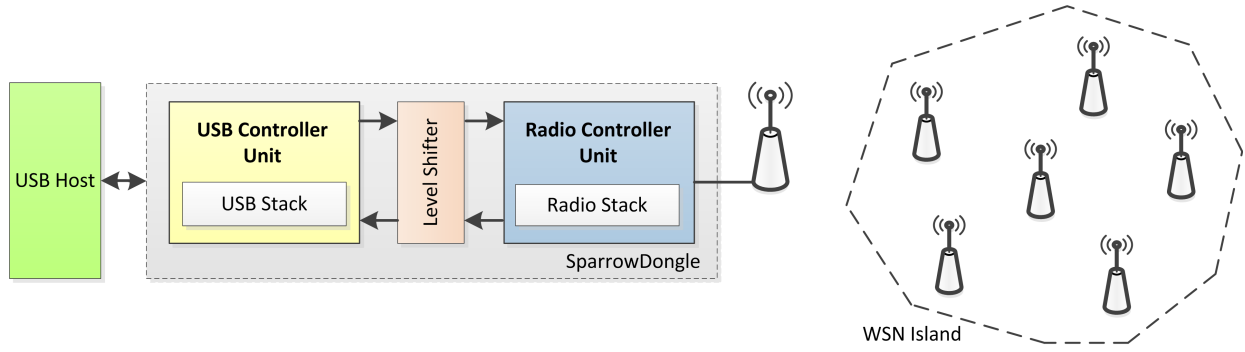 USB Host
USB Controller
Unit
USB Stack
Level Shifter
Radio Controller
Unit
Radio Stack
SparrowDongle
WSN Island